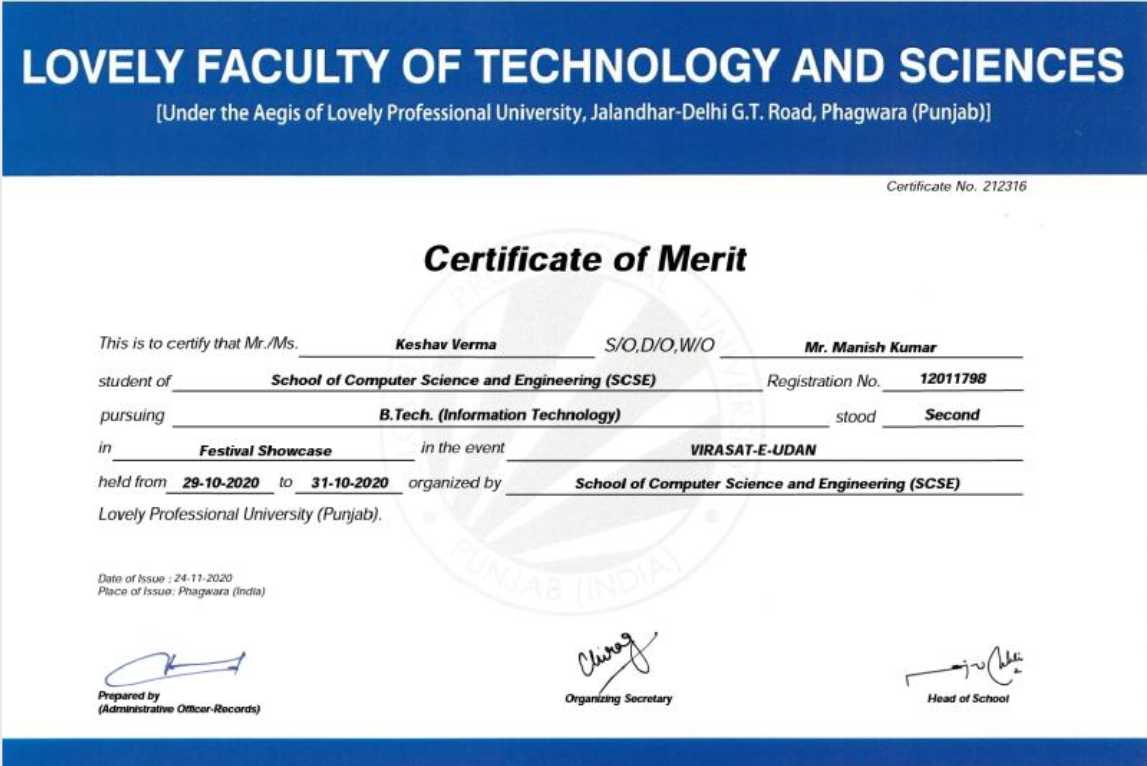 LOVELY FACULTY OF TECHNOLOGY AND SCIENCES
[Under the Aegis of Lovely Professional University, Jalandhar-Delhi G.T. Road, Phagwara (Punjab)]
Certificate No. 212316
Certificate of Merit
This is to certify that Mr./Ms. Keshav Verma S/O,D/O,W/O Mr. Manish Kumar
student of School of Computer Science and Engineering (SCSE) Registration No. 12011798
pursuing B.Tech. (Information Technology) stood Second
in Festival Showcase in the event VIRASAT-E-UDAN
held from 29-10-2020 to 31-10-2020 organized by School of Computer Science and Engineering (SCSE)
Lovely Professional University (Punjab).
PUNJAB (INDIA)
Date of Issue : 24-11-2020
Place of Issue: Phagwara (India)
Chirag
Prepared by
(Administrative Officer-Records)
Organizing Secretary
Head of School